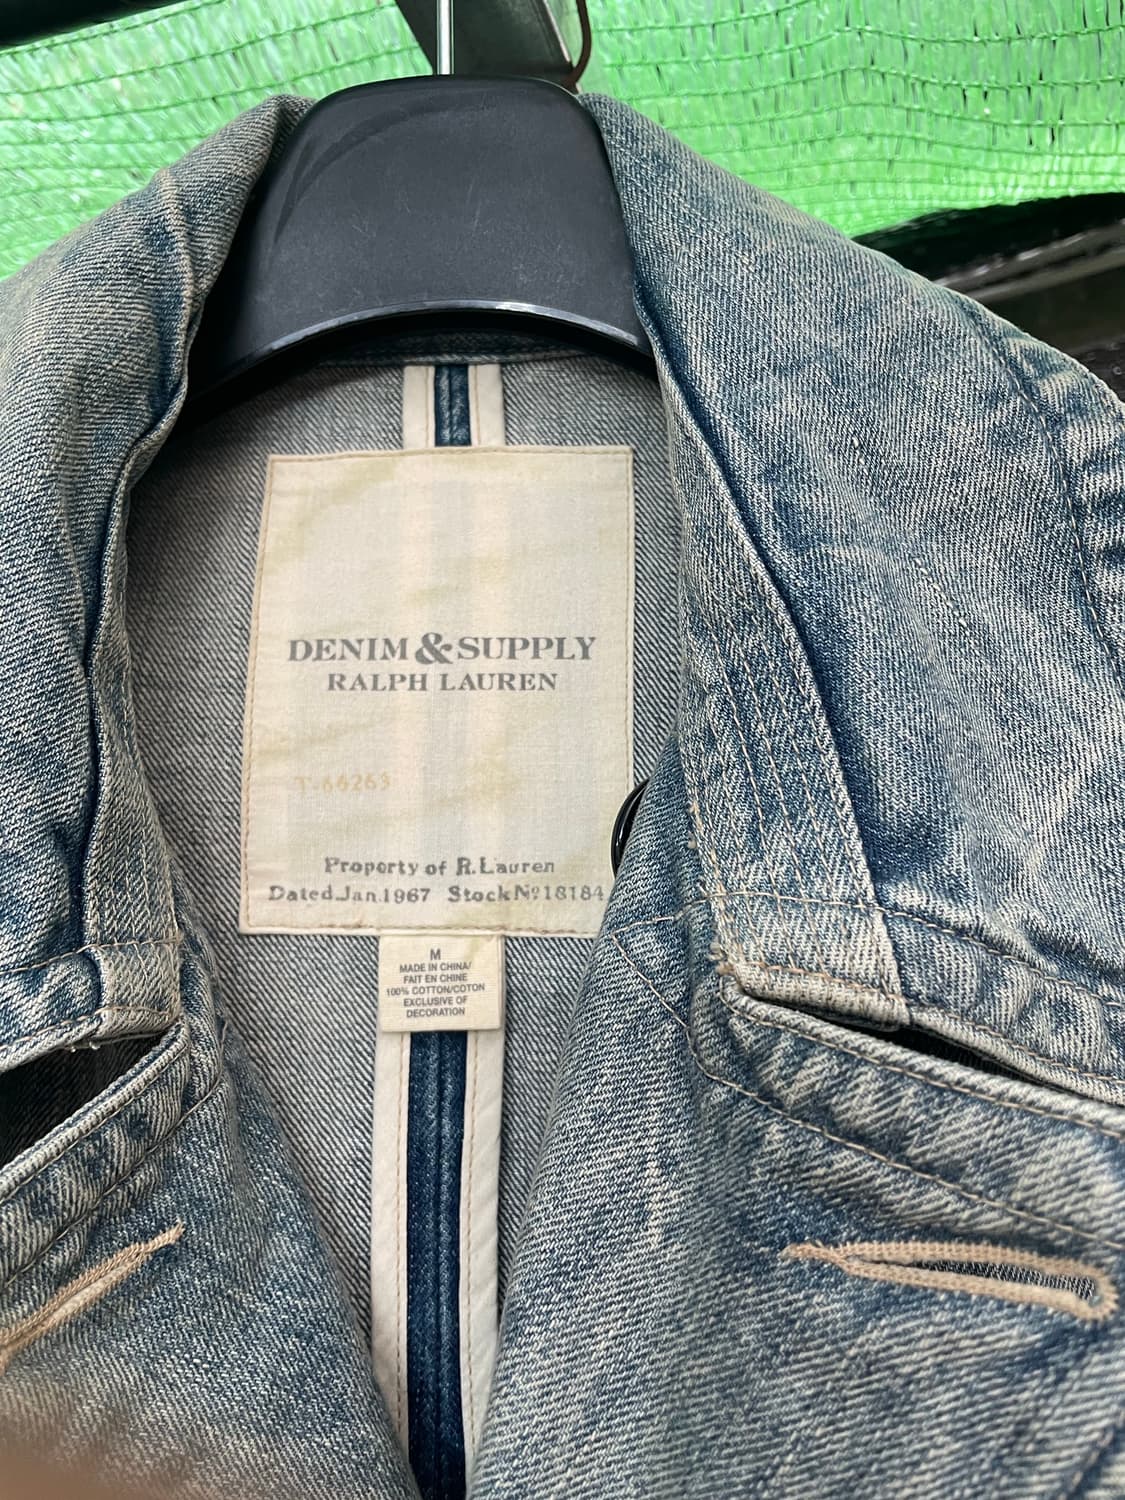 DENIM & SUPPLY
RALPH LAUREN
T-66263
Property of R.Lauren
Dated Jan.1967 Stock Nº18184
M
MADE IN CHINA/
FAIT EN CHINE
100% COTTON/COTON
EXCLUSIVE OF
DECORATION